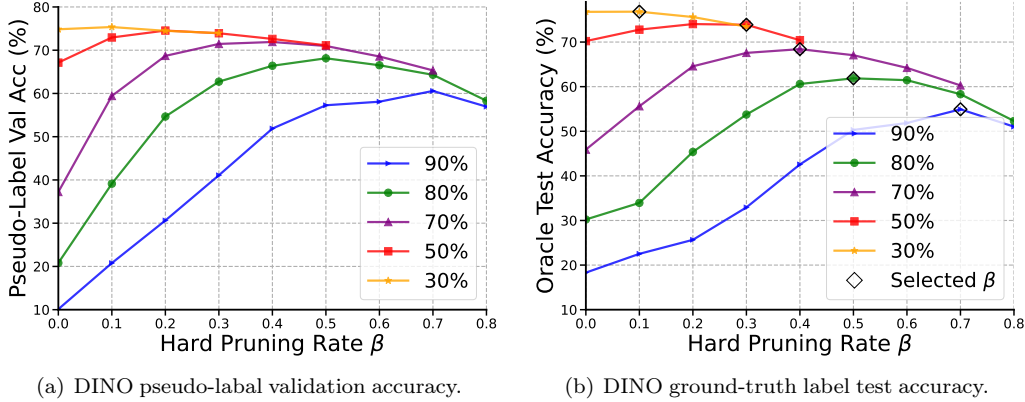 Pseudo-Label Val Acc (%)
80
70
60
50
40
30
20
10
0.0 0.1 0.2 0.3 0.4 0.5 0.6 0.7 0.8
Hard Pruning Rate β
90%
80%
70%
50%
30%
(a) DINO pseudo-labal validation accuracy.
Oracle Test Accuracy (%)
70
60
50
40
30
20
10
0.0 0.1 0.2 0.3 0.4 0.5 0.6 0.7 0.8
Hard Pruning Rate β
90%
80%
70%
50%
30%
Selected β
(b) DINO ground-truth label test accuracy.